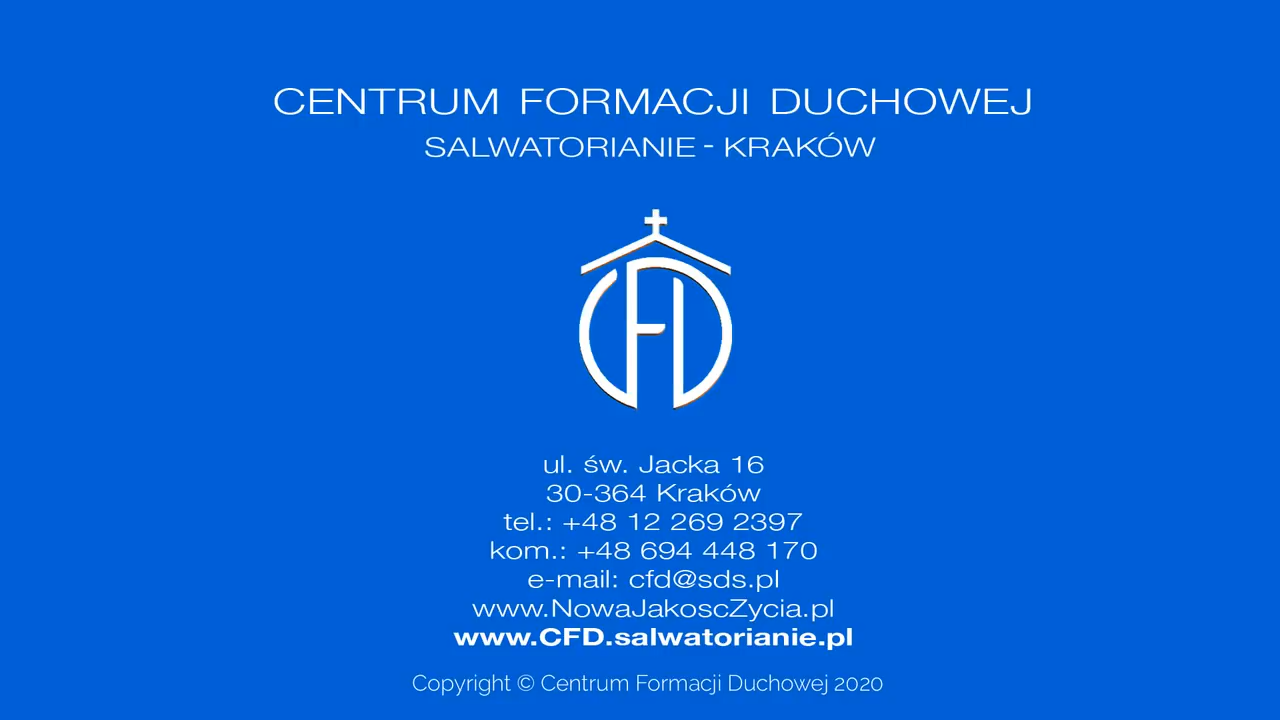 CENTRUM FORMACJI DUCHOWEJ
SALWATORIANIE - KRAKÓW
CFD
ul. św. Jacka 16
30-364 Kraków
tel.: +48 12 269 2397
kom.: +48 694 448 170
e-mail: cfd@sds.pl
www.NowaJakoscZycia.pl
www.CFD.salwatorianie.pl
Copyright © Centrum Formacji Duchowej 2020